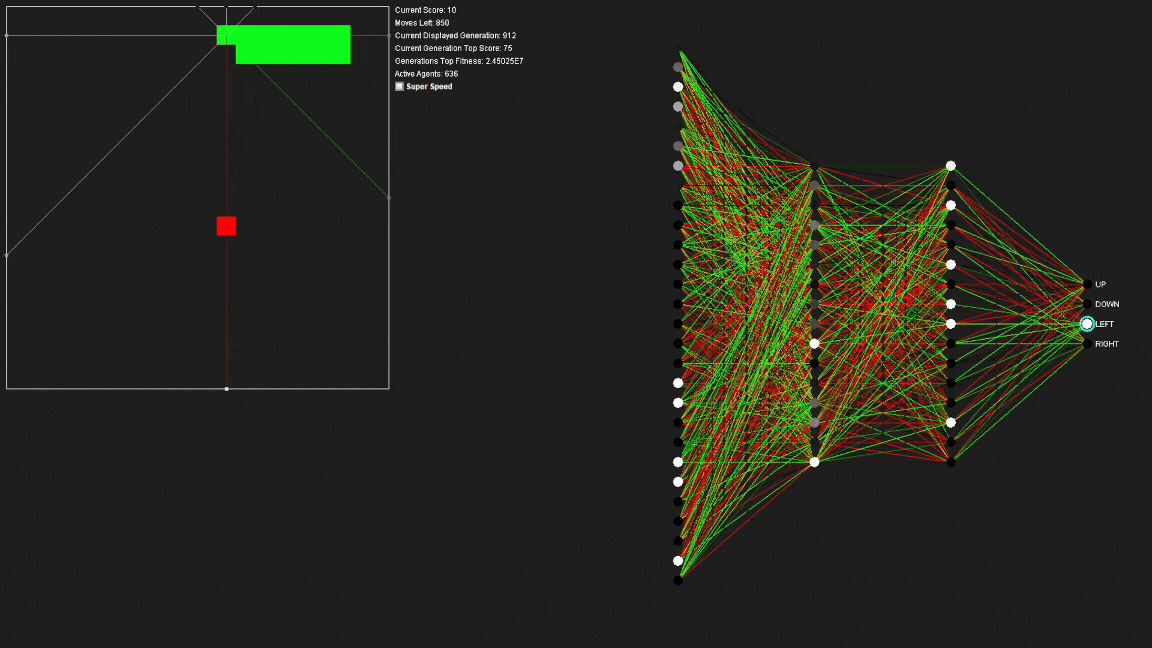 Current Score: 10
Moves Left: 850
Current Displayed Generation: 912
Current Generation Top Score: 75
Generations Top Fitness: 2.45025E7
Active Agents: 636
Super Speed
UP
DOWN
LEFT
RIGHT